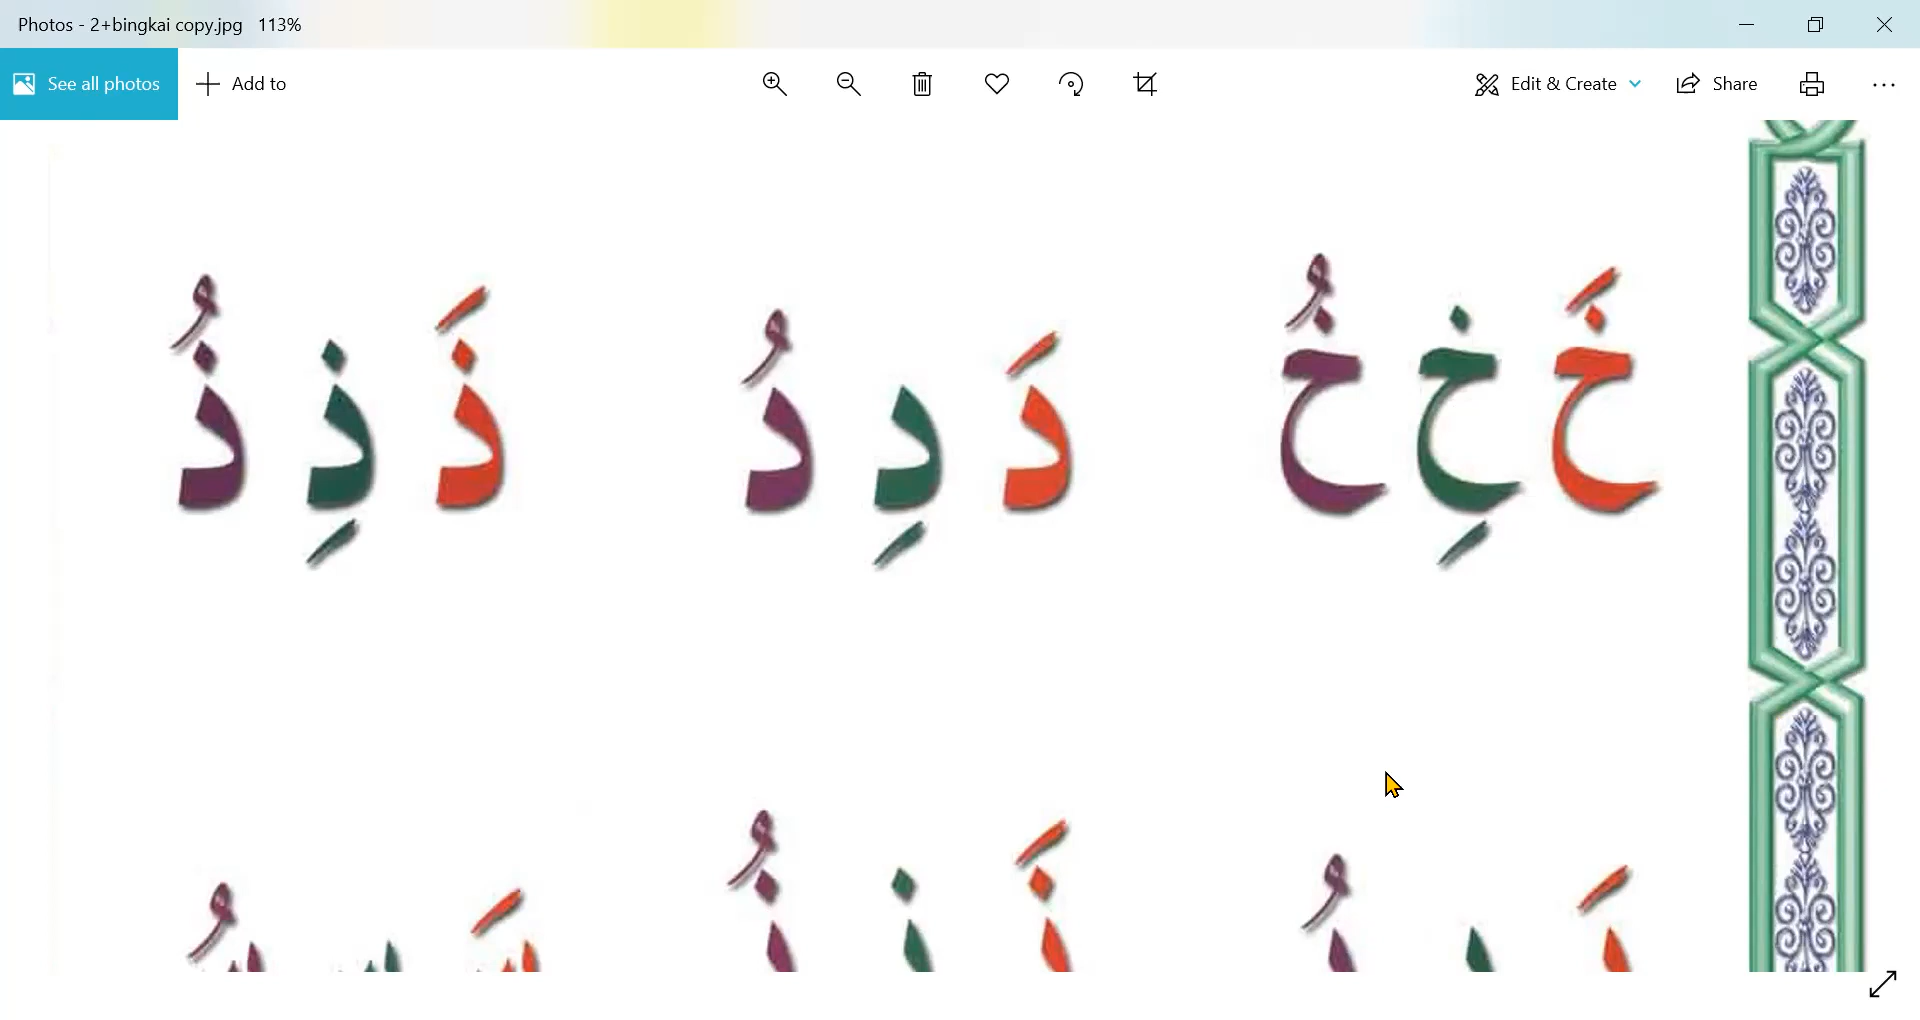 Photos - 2+bingkai copy.jpg 113%
See all photos Add to Edit & Create Share
خَ خِ خُ دَ دِ دُ ذَ ذِ ذُ
رَ ر رُ زَ ز زُ سَ س سُ